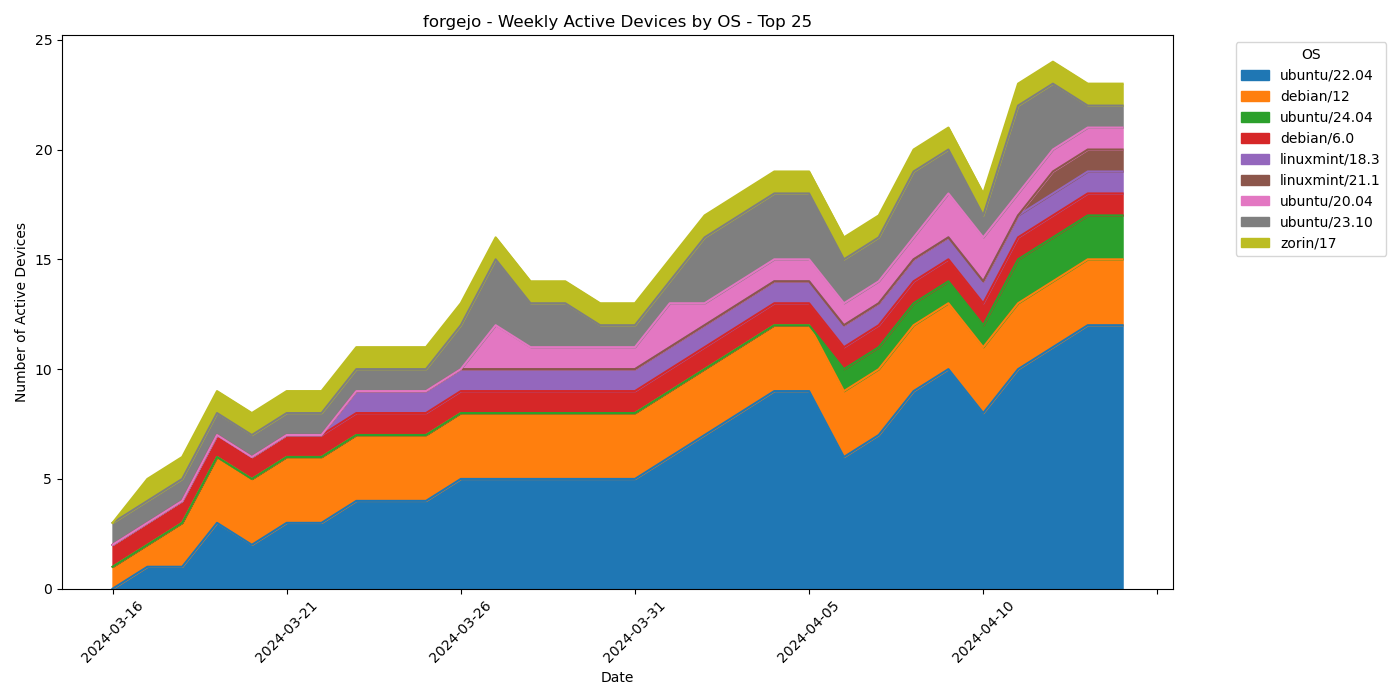 forgejo - Weekly Active Devices by OS - Top 25
Number of Active Devices
25
20
15
10
5
0
2024-03-16
2024-03-21
2024-03-26
2024-03-31
2024-04-05
2024-04-10
Date
OS
ubuntu/22.04
debian/12
ubuntu/24.04
debian/6.0
linuxmint/18.3
linuxmint/21.1
ubuntu/20.04
ubuntu/23.10
zorin/17